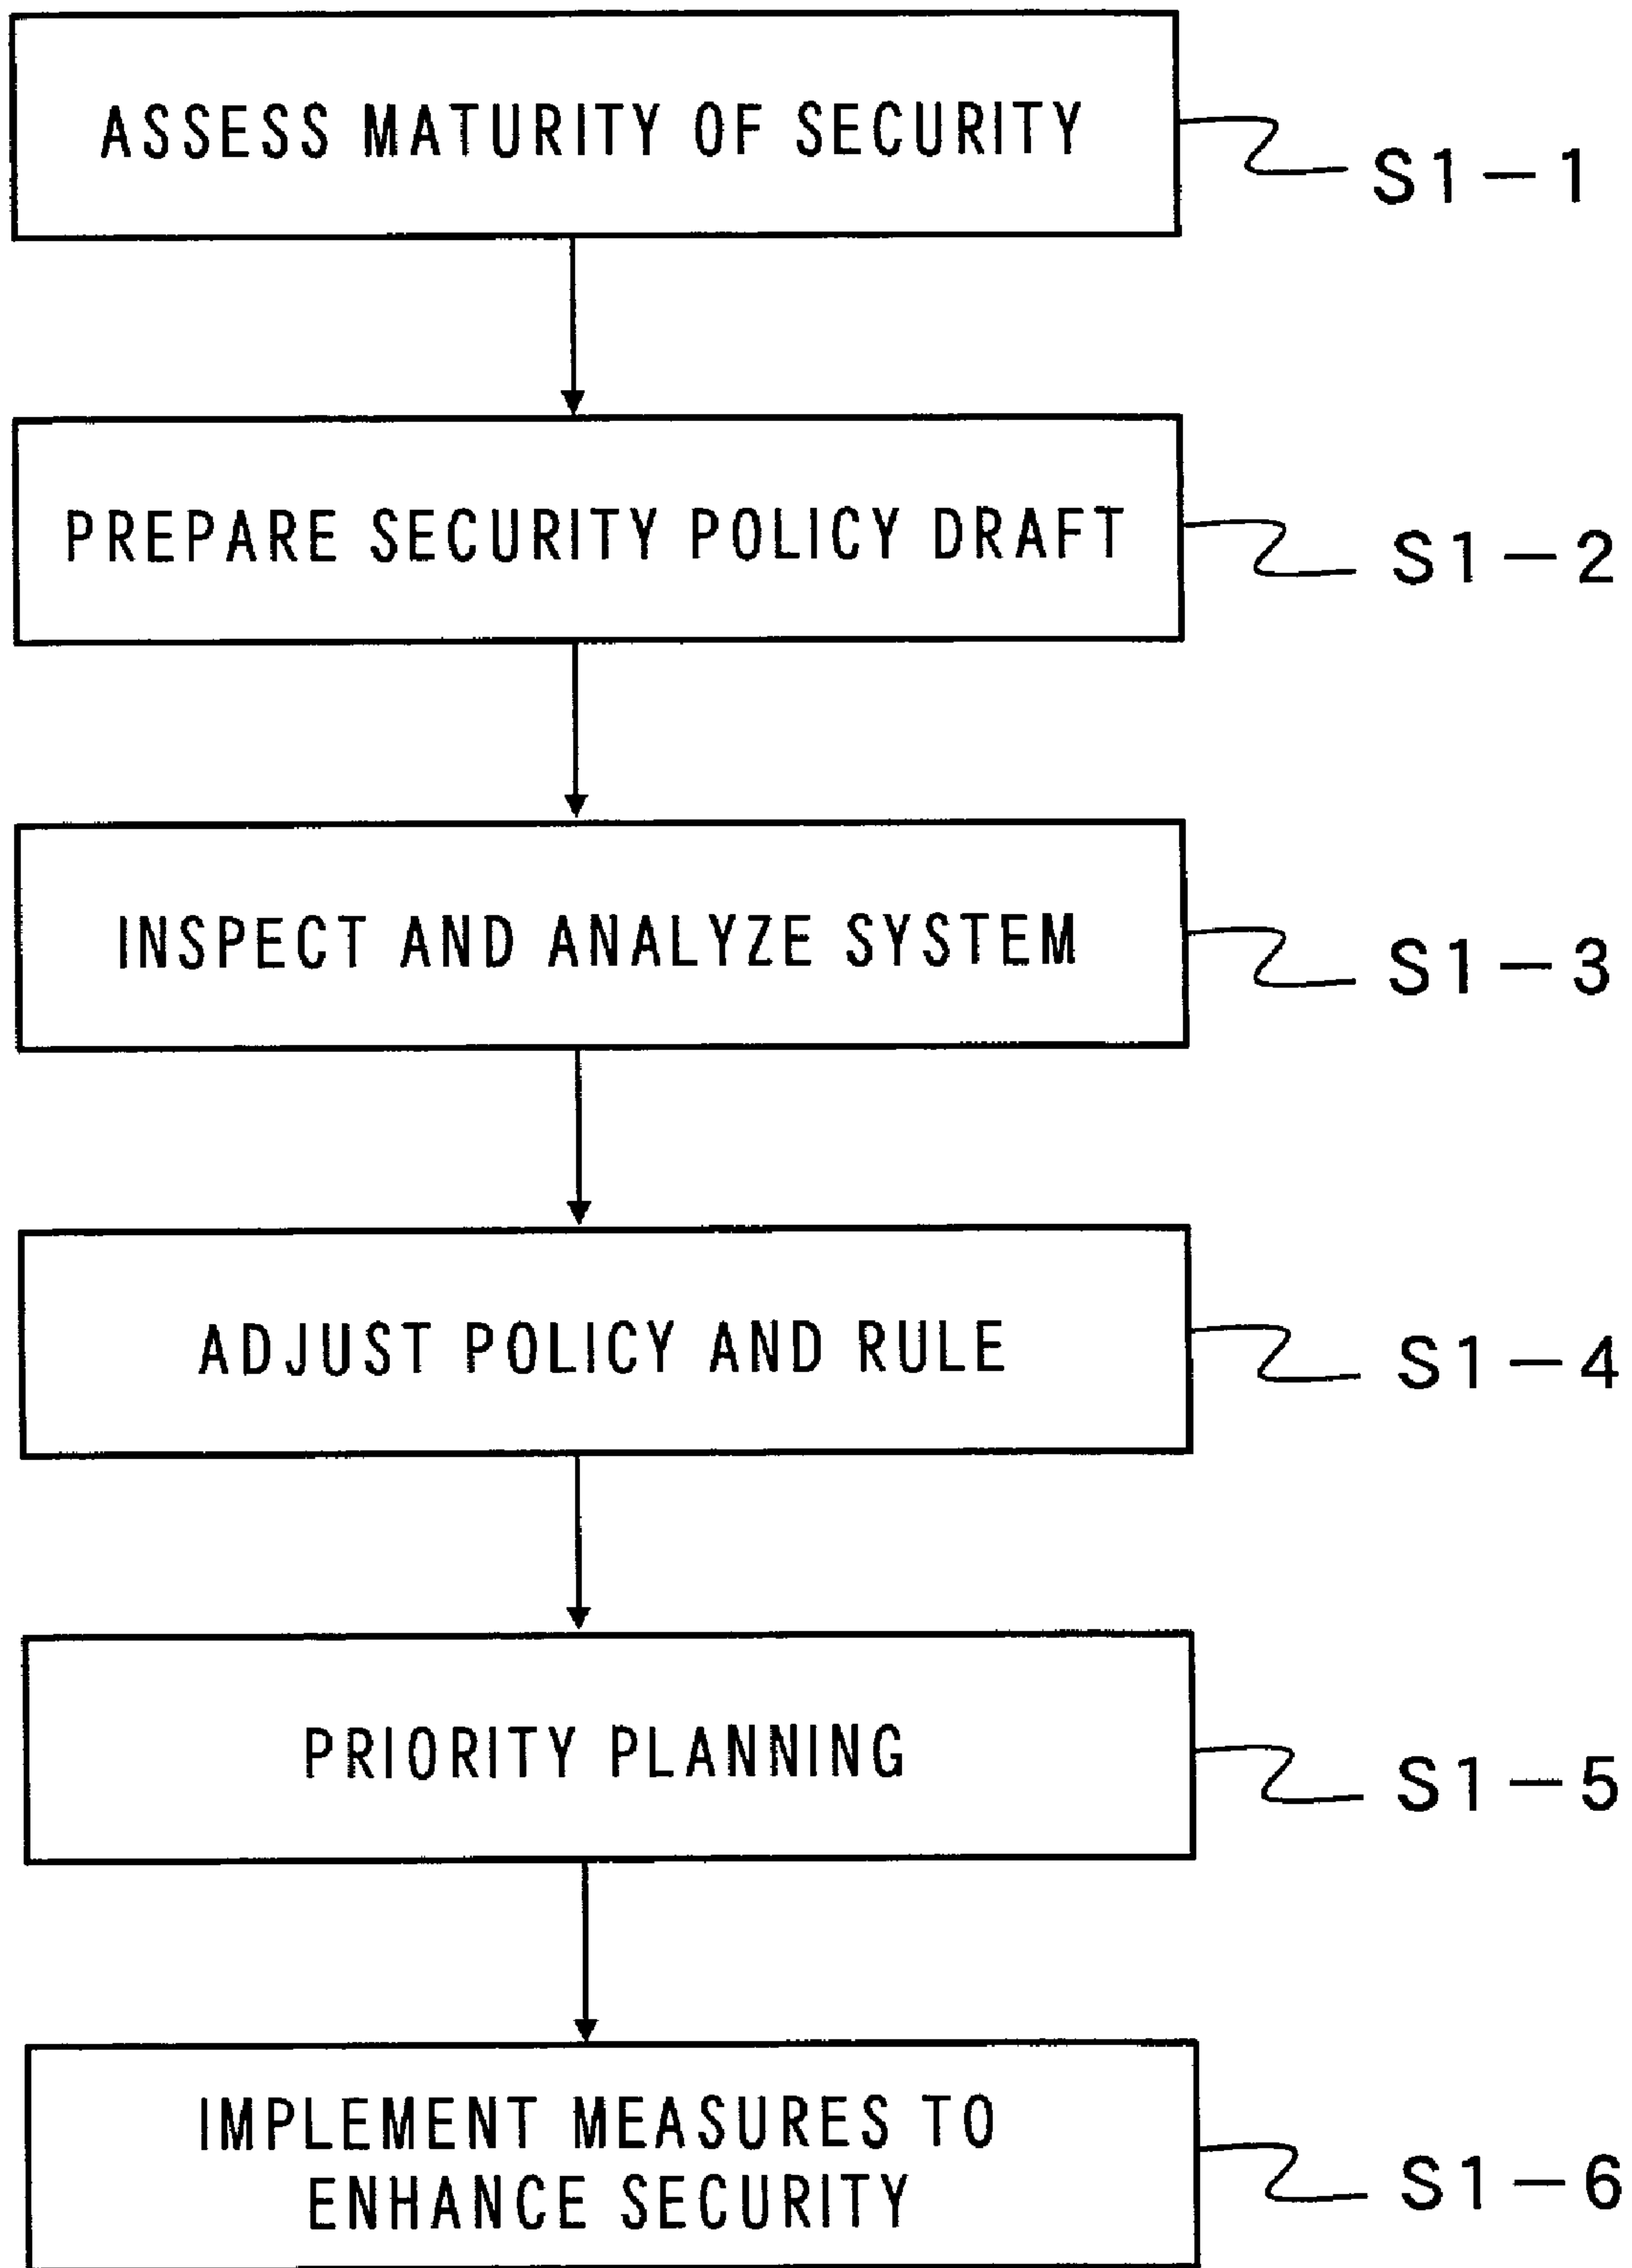 ASSESS MATURITY OF SECURITY
S1-1
PREPARE SECURITY POLICY DRAFT
S1-2
INSPECT AND ANALYZE SYSTEM
S1-3
ADJUST POLICY AND RULE
S1-4
PRIORITY PLANNING
S1-5
IMPLEMENT MEASURES TO
ENHANCE SECURITY
S1-6